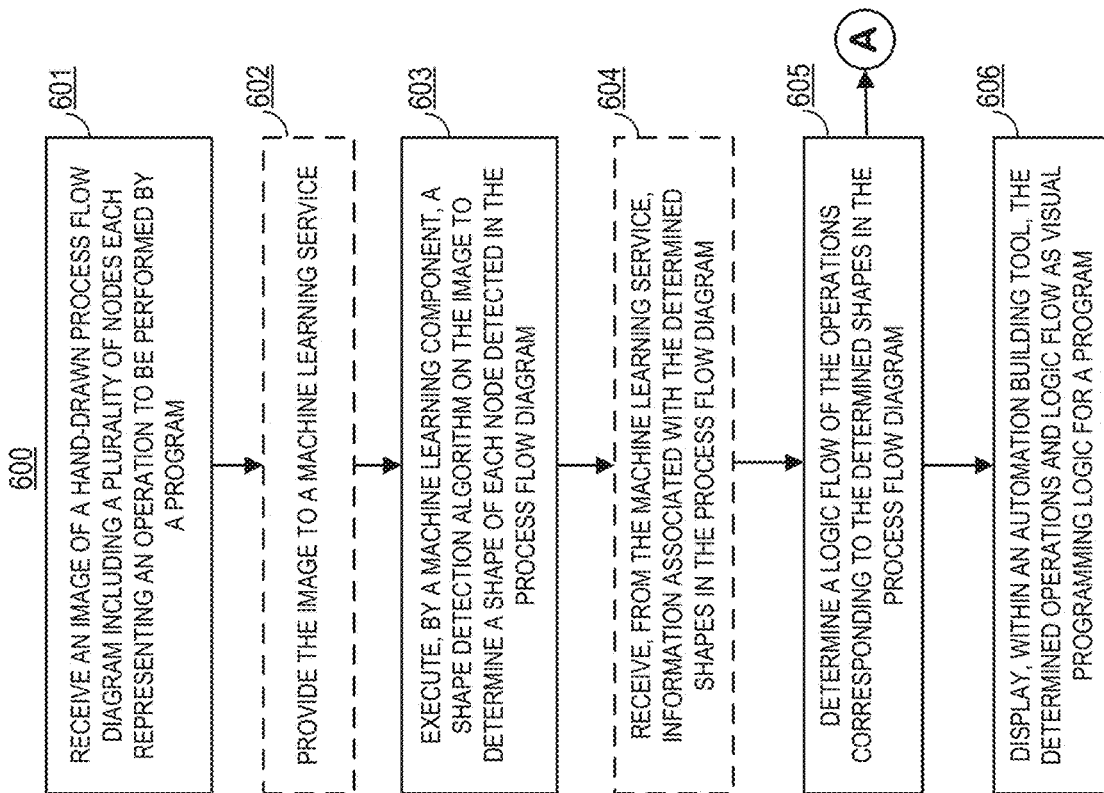 600
601
RECEIVE AN IMAGE OF A HAND-DRAWN PROCESS FLOW
DIAGRAM INCLUDING A PLURALITY OF NODES EACH
REPRESENTING AN OPERATION TO BE PERFORMED BY
A PROGRAM
602
PROVIDE THE IMAGE TO A MACHINE LEARNING SERVICE
603
EXECUTE, BY A MACHINE LEARNING COMPONENT, A
SHAPE DETECTION ALGORITHM ON THE IMAGE TO
DETERMINE A SHAPE OF EACH NODE DETECTED IN THE
PROCESS FLOW DIAGRAM
604
RECEIVE, FROM THE MACHINE LEARNING SERVICE,
INFORMATION ASSOCIATED WITH THE DETERMINED
SHAPES IN THE PROCESS FLOW DIAGRAM
605
DETERMINE A LOGIC FLOW OF THE OPERATIONS
CORRESPONDING TO THE DETERMINED SHAPES IN THE
PROCESS FLOW DIAGRAM
A
606
DISPLAY, WITHIN AN AUTOMATION BUILDING TOOL, THE
DETERMINED OPERATIONS AND LOGIC FLOW AS VISUAL
PROGRAMMING LOGIC FOR A PROGRAM